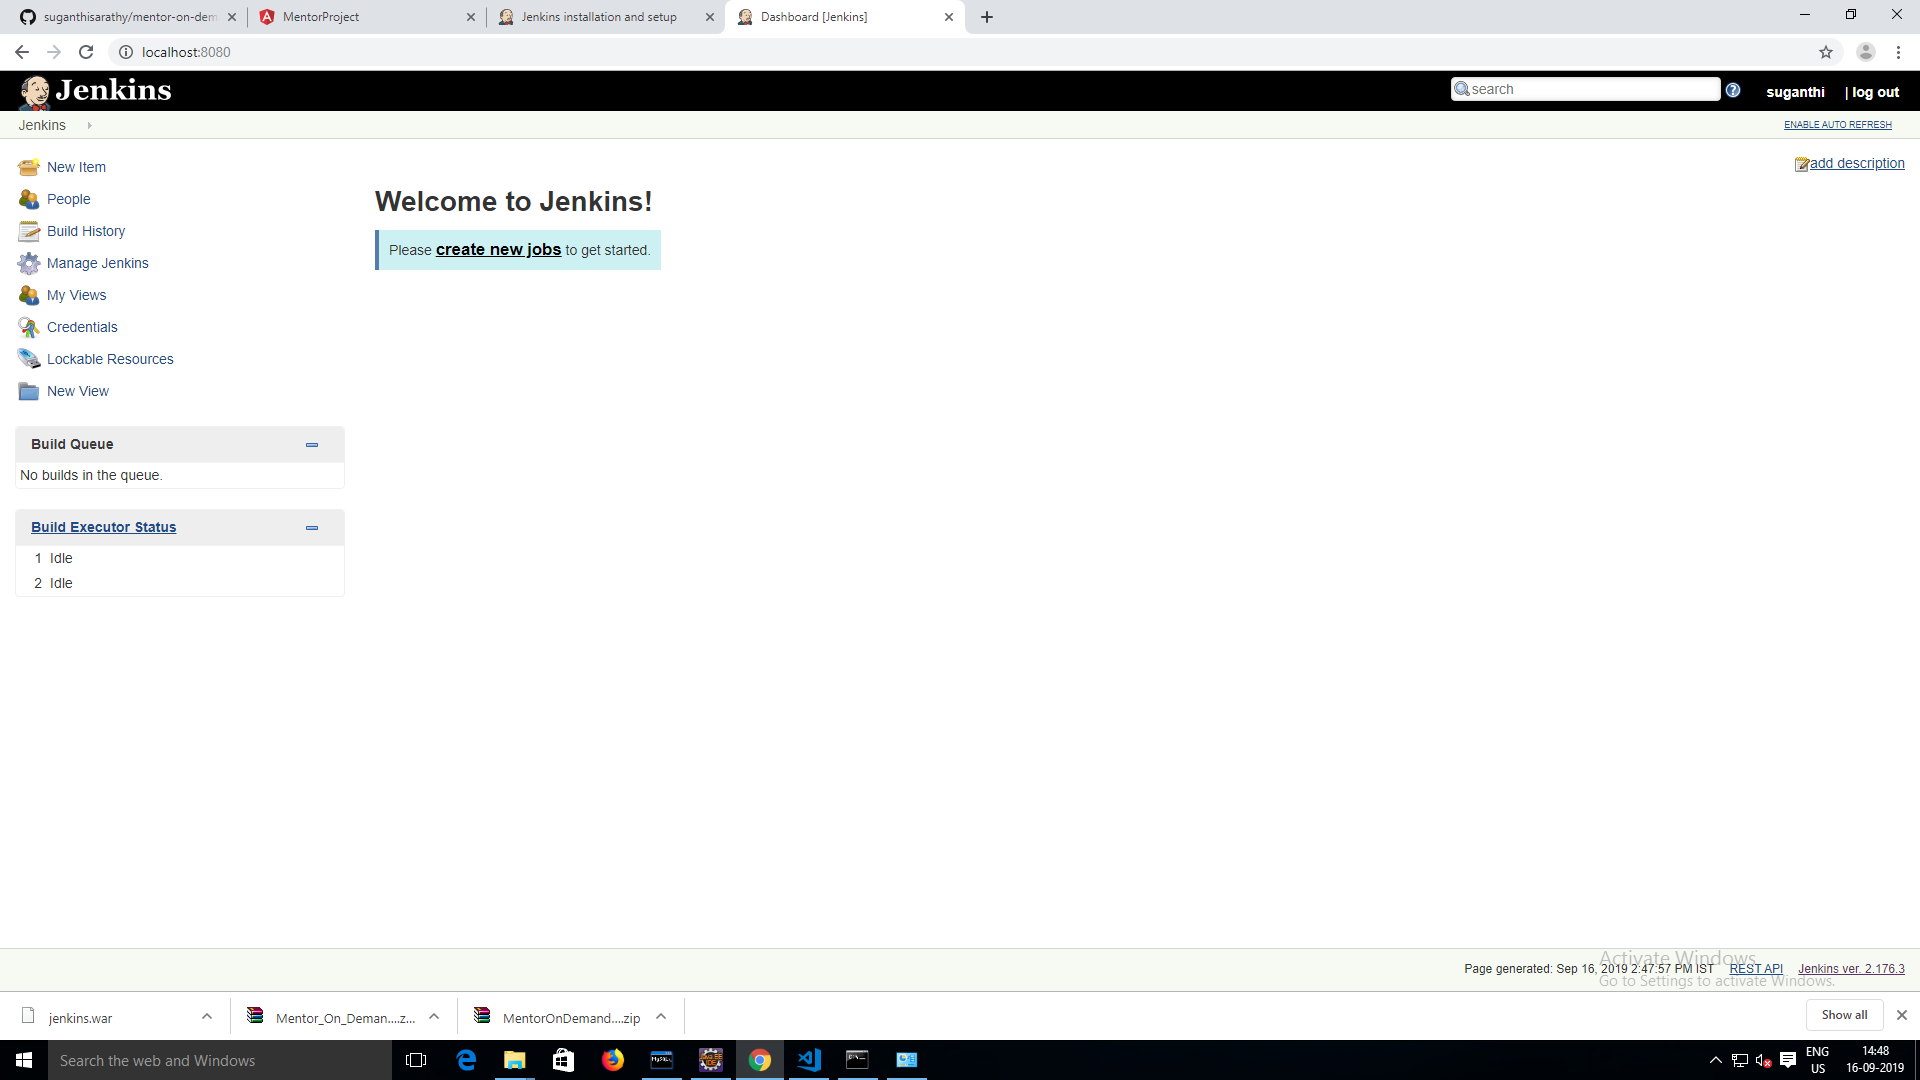 suganthisarathy/mentor-on-dem
MentorProject
Jenkins installation and setup
Dashboard [Jenkins]
localhost:8080
Jenkins
search
suganthi
| log out
Jenkins
ENABLE AUTO REFRESH
New Item
add description
People
Build History
Manage Jenkins
My Views
Credentials
Lockable Resources
New View
Welcome to Jenkins!
Please create new jobs to get started.
Build Queue
No builds in the queue.
Build Executor Status
1 Idle
2 Idle
Activate Windows
Go to Settings to activate Windows.
Page generated: Sep 16, 2019 2:47:57 PM IST REST API Jenkins ver. 2.176.3
jenkins.war
Mentor_On_Deman....z...
MentorOnDemand....zip
Show all
Search the web and Windows
ENG
US
14:48
16-09-2019